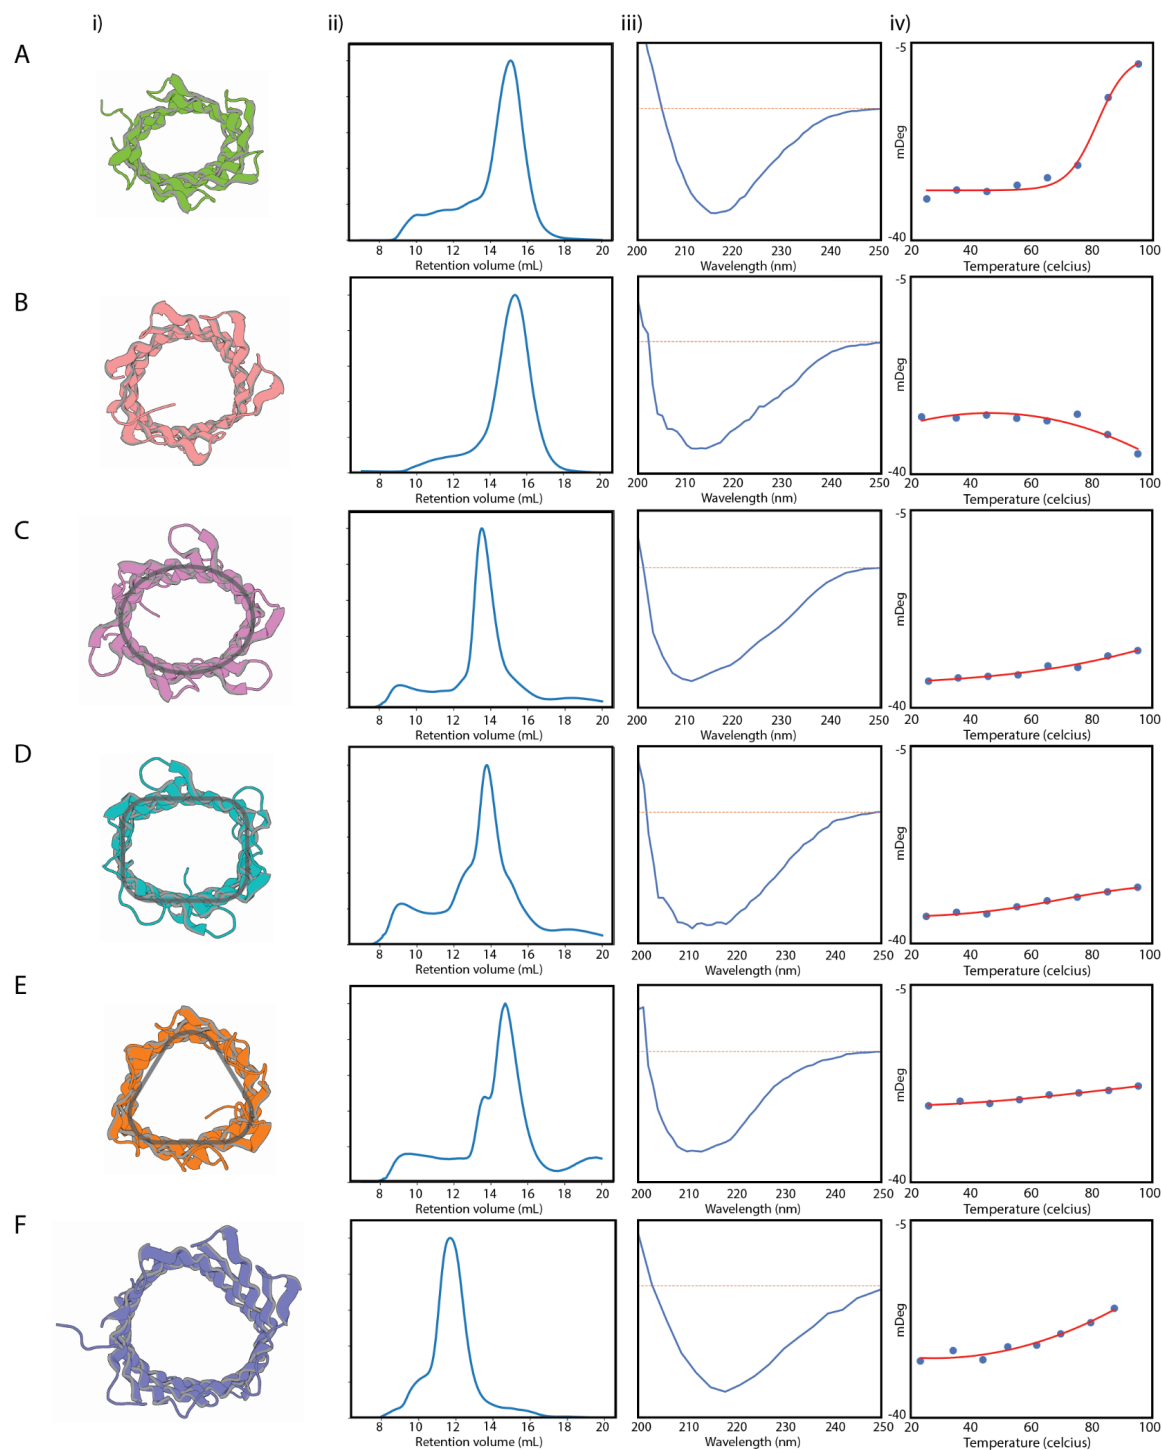 i) ii) iii) iv)
A
-5
mDeg
-40
8 10 12 14 16 18 20
200 210 220 230 240 250
20 40 60 80 100
Retention volume (mL) Wavelength (nm) Temperature (celcius)
B
-5
mDeg
-40
8 10 12 14 16 18 20
200 210 220 230 240 250
20 40 60 80 100
Retention volume (mL) Wavelength (nm) Temperature (celcius)
C
-5
mDeg
-40
8 10 12 14 16 18 20
200 210 220 230 240 250
20 40 60 80 100
Retention volume (mL) Wavelength (nm) Temperature (celcius)
D
-5
mDeg
-40
8 10 12 14 16 18 20
200 210 220 230 240 250
20 40 60 80 100
Retention volume (mL) Wavelength (nm) Temperature (celcius)
E
-5
mDeg
-40
8 10 12 14 16 18 20
200 210 220 230 240 250
20 40 60 80 100
Retention volume (mL) Wavelength (nm) Temperature (celcius)
F
-5
mDeg
-40
8 10 12 14 16 18 20
200 210 220 230 240 250
20 40 60 80 100
Retention volume (mL) Wavelength (nm) Temperature (celcius)